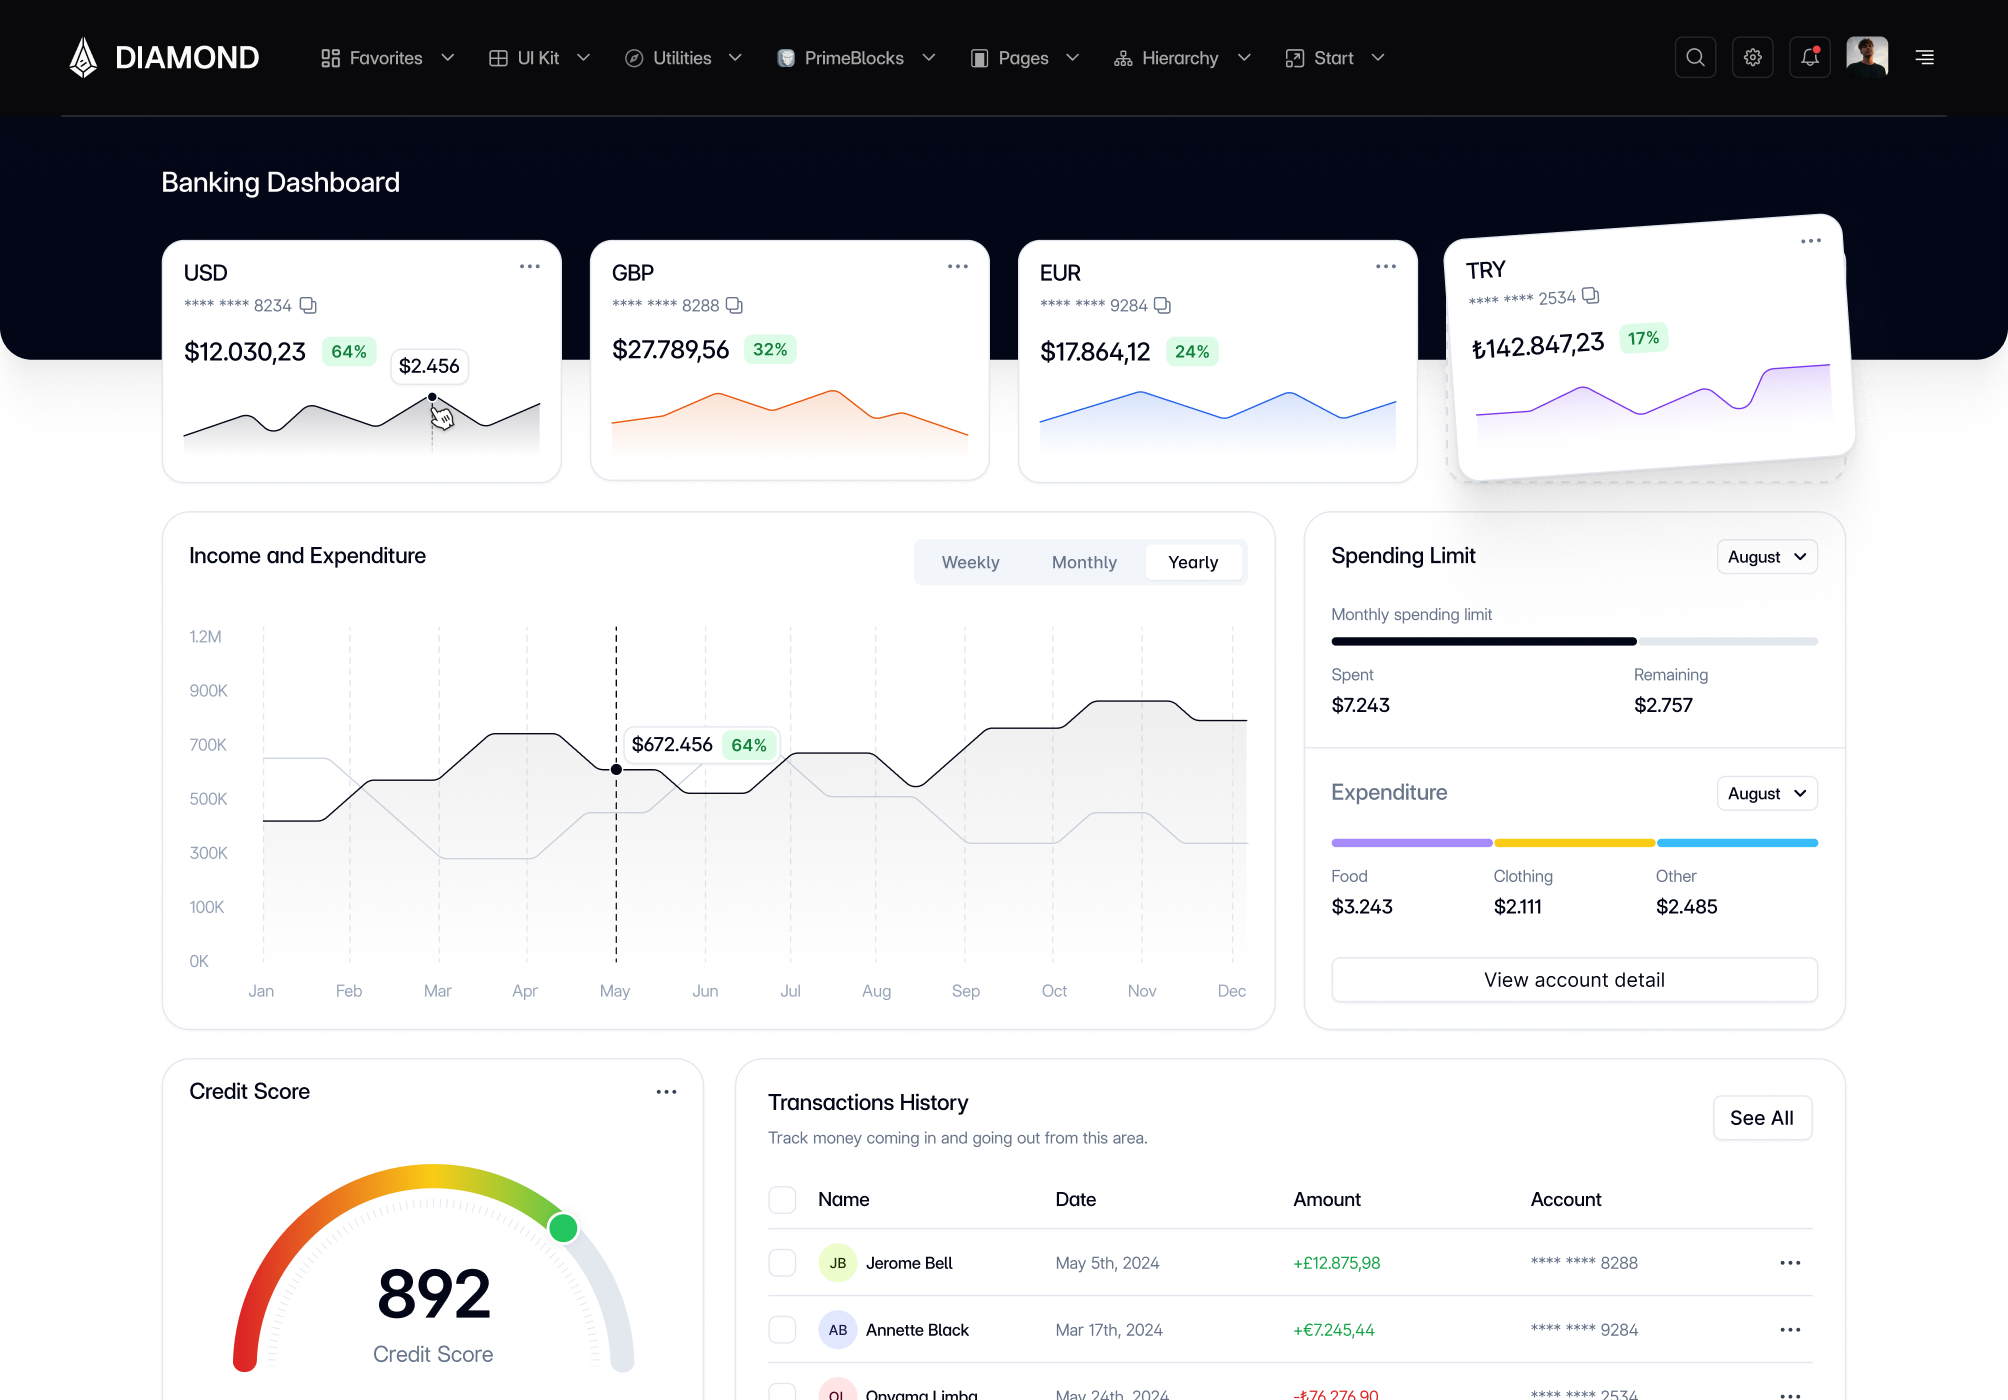 DIAMOND
Favorites
UI Kit
Utilities
PrimeBlocks
Pages
Hierarchy
Start
Banking Dashboard
USD
**** **** 8234
$12.030,23 64%
$2.456
GBP
**** **** 8288
$27.789,56 32%
EUR
**** **** 9284
$17.864,12 24%
TRY
**** **** 2534
₺142.847,23 17%
Income and Expenditure
Weekly Monthly Yearly
1.2M
900K
700K
500K
300K
100K
0K
$672.456 64%
Jan Feb Mar Apr May Jun Jul Aug Sep Oct Nov Dec
Spending Limit
August
Monthly spending limit
Spent Remaining
$7.243 $2.757
Expenditure
August
Food Clothing Other
$3.243 $2.111 $2.485
View account detail
Credit Score
892
Credit Score
Transactions History
See All
Track money coming in and going out from this area.
Name Date Amount Account
JB Jerome Bell May 5th, 2024 +£12.875,98 **** **** 8288
AB Annette Black Mar 17th, 2024 +€7.245,44 **** **** 9284
OL Onyama Limba May 24th, 2024 -₺76.276,90 **** **** 2534